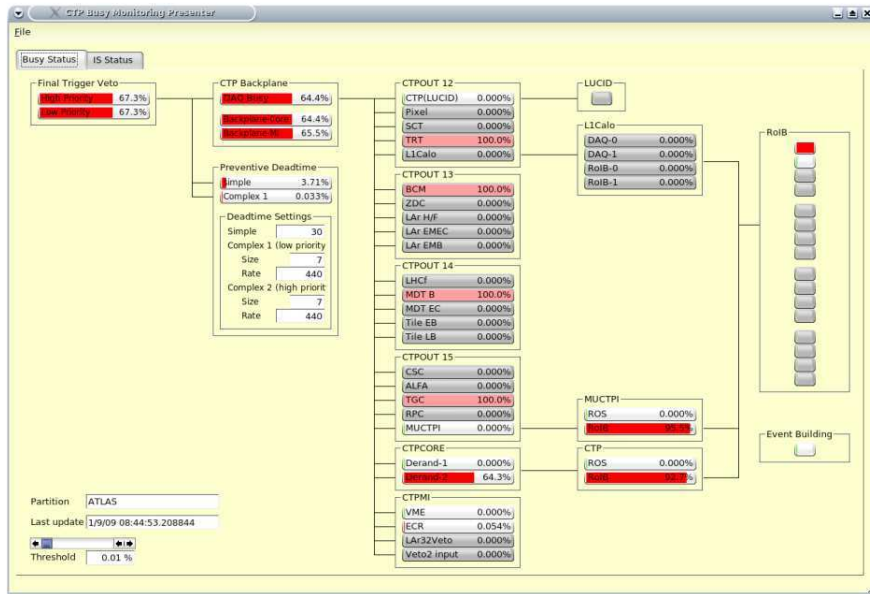 CTP Busy Monitoring Presenter
File
Busy Status IS Status
Final Trigger Veto
High Priority 67.3%
Low Priority 67.3%
CTP Backplane
DAQ Busy 64.4%
Backplane-Core 64.4%
Backplane-MI 65.5%
Preventive Deadtime
Simple 3.71%
Complex 1 0.033%
Deadtime Settings
Simple 30
Complex 1 (low priority
Size 7
Rate 440
Complex 2 (high priorit
Size 7
Rate 440
CTPOUT 12
CTP(LUCID) 0.000%
Pixel 0.000%
SCT 0.000%
TRT 100.0%
L1Calo 0.000%
CTPOUT 13
BCM 100.0%
ZDC 0.000%
LAr H/F 0.000%
LAr EMEC 0.000%
LAr EMB 0.000%
CTPOUT 14
LHCf 0.000%
MDT B 100.0%
MDT EC 0.000%
Tile EB 0.000%
Tile LB 0.000%
CTPOUT 15
CSC 0.000%
ALFA 0.000%
TGC 100.0%
RPC 0.000%
MUCTPI 0.000%
CTPCORE
Derand-1 0.000%
Derand-2 64.3%
CTPMI
VME 0.000%
ECR 0.054%
LAr32Veto 0.000%
Veto2 input 0.000%
LUCID
L1Calo
DAQ-0 0.000%
DAQ-1 0.000%
RoIB-0 0.000%
RoIB-1 0.000%
MUCTPI
ROS 0.000%
RoIB 95.5%
CTP
ROS 0.000%
RoIB 92.7%
RoIB
Event Building
Partition ATLAS
Last update 1/9/09 08:44:53.208844
Threshold 0.01 %